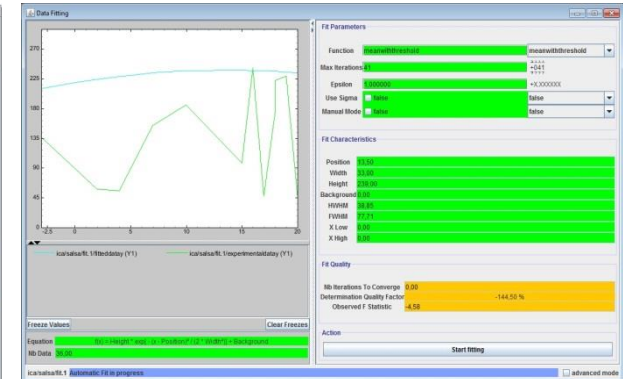 Data Fitting
270
225
180
135
90
45
0
-2,5 0 5 10 15 20
ica/salsa/fit.1/fitteddatay (Y1) ica/salsa/fit.1/experimentaldatay (Y1)
Freeze Values Clear Freezes
Equation f(x) = Height * exp( - (x - Position)² / (2 * Width²)) + Background
Nb Data 38,00
ica/salsa/fit.1 Automatic Fit in progress
Fit Parameters
Function meanwiththreshold meanwiththreshold
Max Iterations 41 +041
Epsilon 1,000000 +X.XXXXXX
Use Sigma false false
Manual Mode false false
Fit Characteristics
Position 13,50
Width 33,00
Height
Background 0,00
HWHM 38,85
FWHM 77,71
X Low 0,00
X High 0,00
Fit Quality
Nb Iterations To Converge 0,00
Determination Quality Factor -144,50 %
Observed F Statistic -4,58
Action
Start fitting
advanced mode